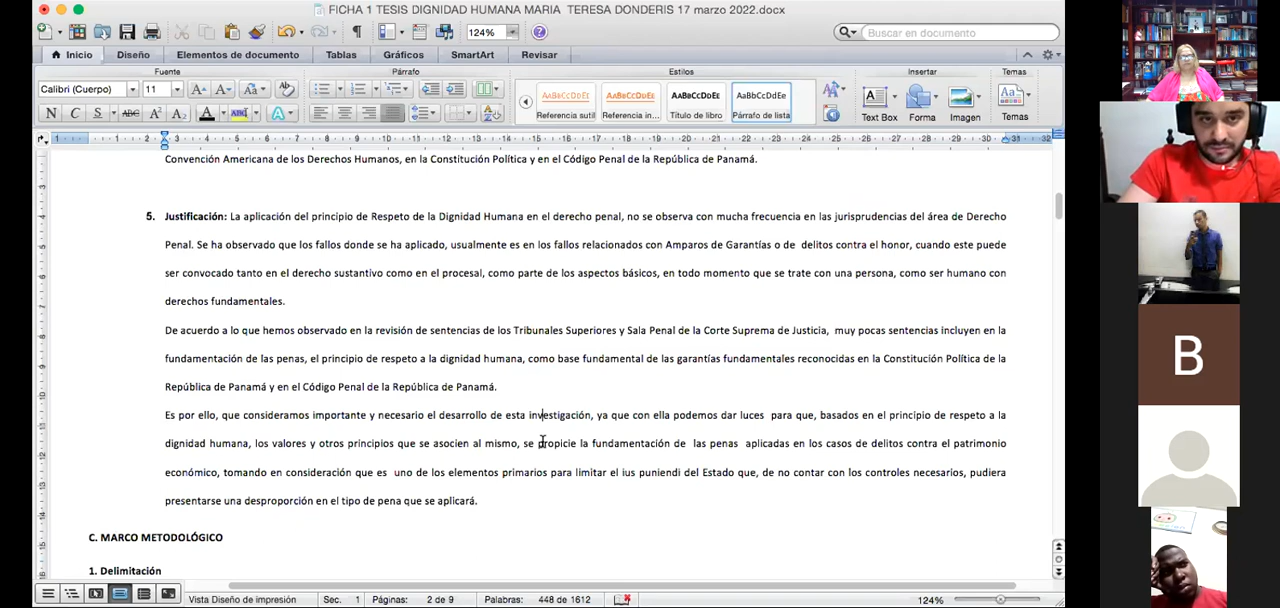 FICHA 1 TESIS DIGNIDAD HUMANA MARIA TERESA DONDERIS 17 marzo 2022.docx
124%
Buscar en documento
Inicio Diseño Elementos de documento Tablas Gráficos SmartArt Revisar
Fuente Párrafo Estilos Insertar Temas
Calibri (Cuerpo) 11
AaBbCcDdEe AaBbCcDdEe AaBbCcDdEe AaBbCcDdEe
N C S ABC A² A₂ A ABC A
Referencia sutil Referencia in... Título de libro Párrafo de lista Text Box Forma Imagen Temas
Convención Americana de los Derechos Humanos, en la Constitución Política y en el Código Penal de la República de Panamá.
5. Justificación: La aplicación del principio de Respeto de la Dignidad Humana en el derecho penal, no se observa con mucha frecuencia en las jurisprudencias del área de Derecho
Penal. Se ha observado que los fallos donde se ha aplicado, usualmente es en los fallos relacionados con Amparos de Garantías o de delitos contra el honor, cuando este puede
ser convocado tanto en el derecho sustantivo como en el procesal, como parte de los aspectos básicos, en todo momento que se trate con una persona, como ser humano con
derechos fundamentales.
De acuerdo a lo que hemos observado en la revisión de sentencias de los Tribunales Superiores y Sala Penal de la Corte Suprema de Justicia, muy pocas sentencias incluyen en la
fundamentación de las penas, el principio de respeto a la dignidad humana, como base fundamental de las garantías fundamentales reconocidas en la Constitución Política de la
República de Panamá y en el Código Penal de la República de Panamá.
Es por ello, que consideramos importante y necesario el desarrollo de esta investigación, ya que con ella podemos dar luces para que, basados en el principio de respeto a la
dignidad humana, los valores y otros principios que se asocien al mismo, se propicie la fundamentación de las penas aplicadas en los casos de delitos contra el patrimonio
económico, tomando en consideración que es uno de los elementos primarios para limitar el ius puniendi del Estado que, de no contar con los controles necesarios, pudiera
presentarse una desproporción en el tipo de pena que se aplicará.
C. MARCO METODOLÓGICO
1. Delimitación
Vista Diseño de impresión Sec. 1 Páginas: 2 de 9 Palabras: 448 de 1612 124%
B